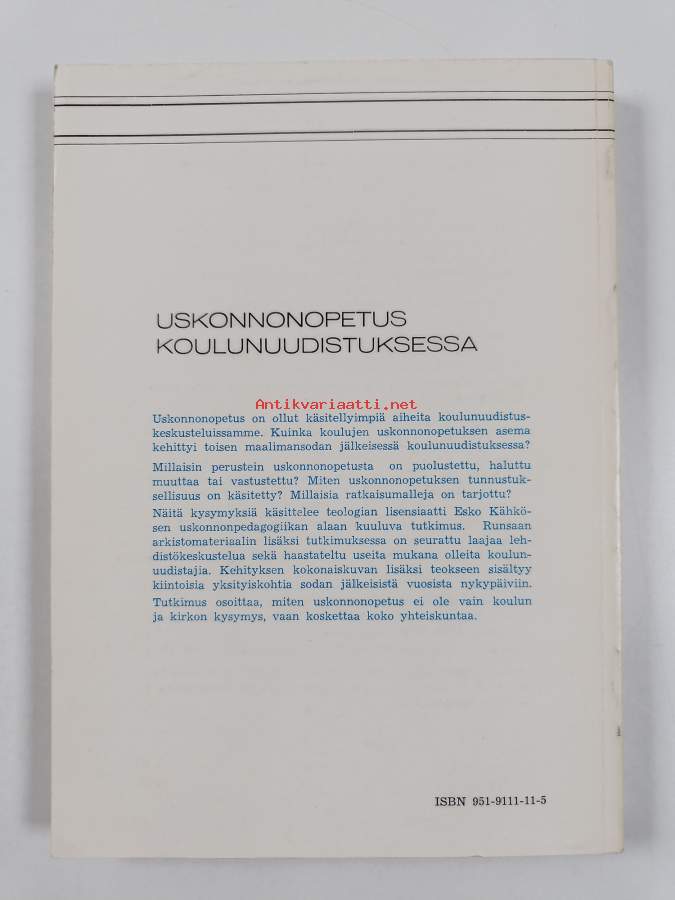 USKONNONOPETUS
KOULUNUUDISTUKSESSA
Antikvariaatti.net
Uskonnonopetus on ollut käsitellyimpiä aiheita koulunuudistus-
keskusteluissamme. Kuinka koulujen uskonnonopetuksen asema
kehittyi toisen maailmansodan jälkeisessä koulunuudistuksessa?
Millaisin perustein uskonnonopetusta on puolustettu, haluttu
muuttaa tai vastustettu? Miten uskonnonopetuksen tunnustuk-
sellisuus on käsitetty? Millaisia ratkaisumalleja on tarjottu?
Näitä kysymyksiä käsittelee teologian lisensiaatti Esko Kähkö-
sen uskonnonpedagogiikan alaan kuuluva tutkimus. Runsaan
arkistomateriaalin lisäksi tutkimuksessa on seurattu laajaa leh-
distökeskustelua sekä haastateltu useita mukana olleita koulun-
uudistajia. Kehityksen kokonaiskuvan lisäksi teokseen sisältyy
kiintoisia yksityiskohtia sodan jälkeisistä vuosista nykypäiviin.
Tutkimus osoittaa, miten uskonnonopetus ei ole vain koulun
ja kirkon kysymys, vaan koskettaa koko yhteiskuntaa.
ISBN 951-9111-11-5